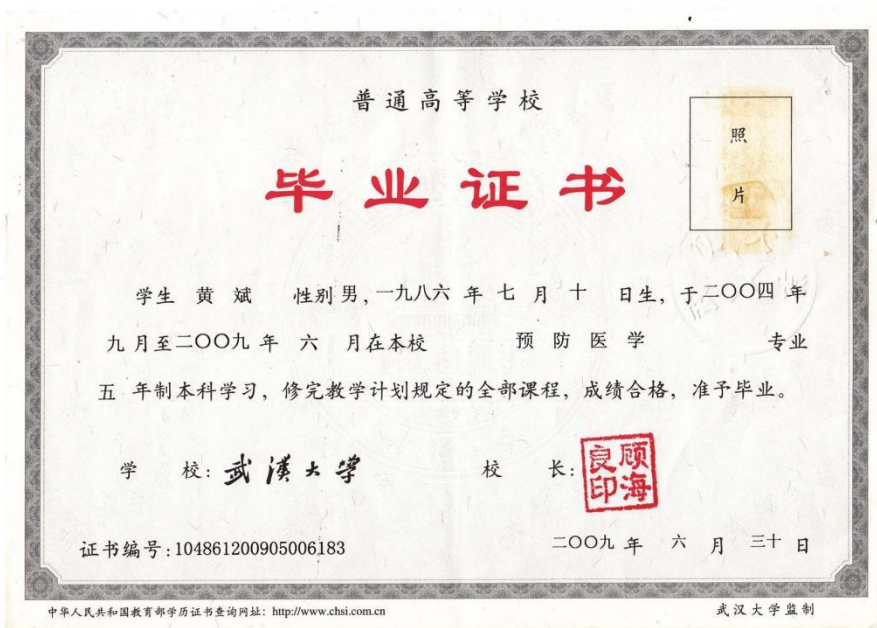 普通高等学校
照
片
毕业证书
学生 黄斌 性别男，一九八六年七月十日生，于二〇〇四年
九月至二〇〇九年六月在本校 预防医学 专业
五年制本科学习，修完教学计划规定的全部课程，成绩合格，准予毕业。
学 校：武漢大學 校 长：顾海良印
证书编号：104861200905006183 二〇〇九年六月三十日
中华人民共和国教育部学历证书查询网址：http://www.chsi.com.cn 武汉大学监制